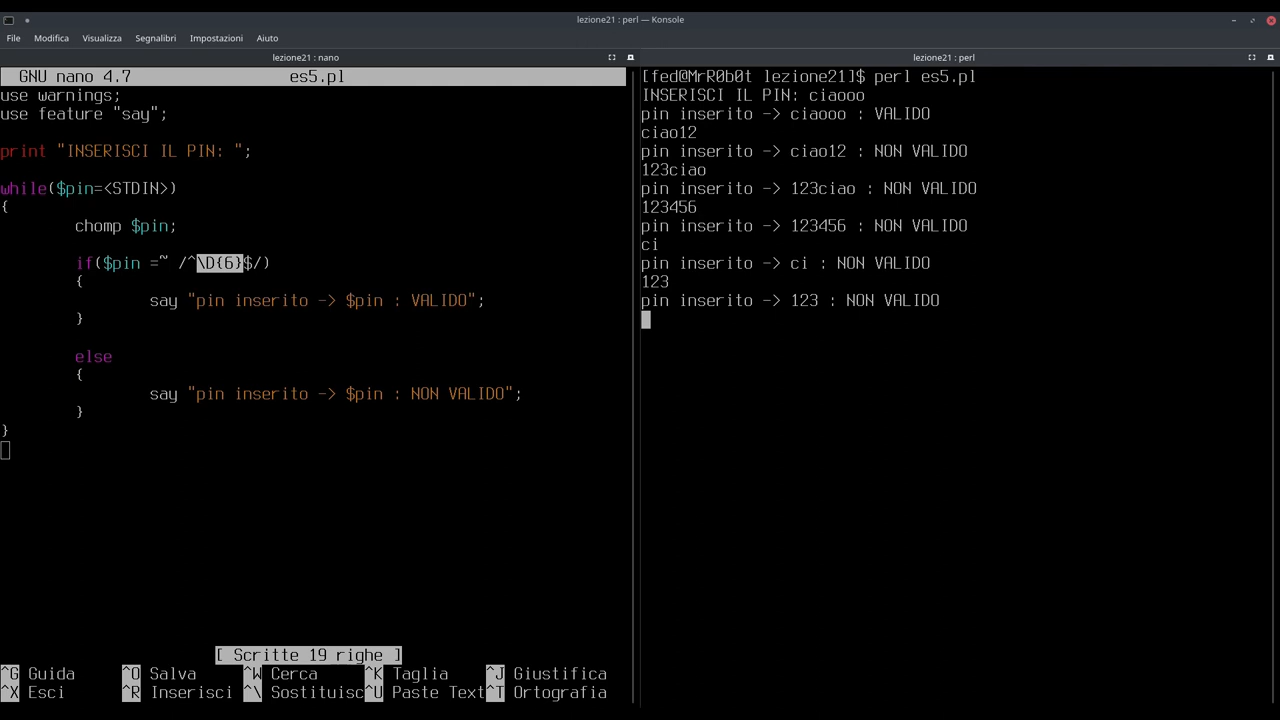 lezione21 : perl — Konsole
File Modifica Visualizza Segnalibri Impostazioni Aiuto
lezione21 : nano
GNU nano 4.7 es5.pl
use warnings;
use feature "say";
print "INSERISCI IL PIN: ";
while($pin=<STDIN>)
{
chomp $pin;
if($pin =~ /^\D{6}$/)
{
say "pin inserito -> $pin : VALIDO";
}
else
{
say "pin inserito -> $pin : NON VALIDO";
}
}
[ Scritte 19 righe ]
^G Guida ^O Salva ^W Cerca ^K Taglia ^J Giustifica
^X Esci ^R Inserisci ^\ Sostituisc ^U Paste Text ^T Ortografia
lezione21 : perl
[fed@MrR0b0t lezione21]$ perl es5.pl
INSERISCI IL PIN: ciaooo
pin inserito -> ciaooo : VALIDO
ciao12
pin inserito -> ciao12 : NON VALIDO
123ciao
pin inserito -> 123ciao : NON VALIDO
123456
pin inserito -> 123456 : NON VALIDO
ci
pin inserito -> ci : NON VALIDO
123
pin inserito -> 123 : NON VALIDO